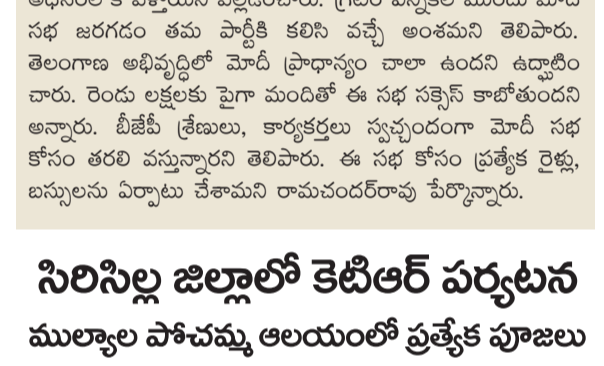 సభ జరగడం తమ పార్టీకి కలిసి వచ్చే అంశమని తెలిపారు.
తెలంగాణ అభివృద్ధిలో మోదీ ప్రాధాన్యం చాలా ఉందని ఉద్ఘాటిం
చారు. రెండు లక్షలకు పైగా మందితో ఈ సభ సక్సెస్ కాబోతుందని
అన్నారు. బీజేపీ శ్రేణులు, కార్యకర్తలు స్వచ్ఛందంగా మోదీ సభ
కోసం తరలి వస్తున్నారని తెలిపారు. ఈ సభ కోసం ప్రత్యేక రైళ్లు,
బస్సులను ఏర్పాటు చేశామని రామచందర్‌రావు పేర్కొన్నారు.
సిరిసిల్ల జిల్లాలో కెటిఆర్ పర్యటన
ముల్యాల పోచమ్మ ఆలయంలో ప్రత్యేక పూజలు